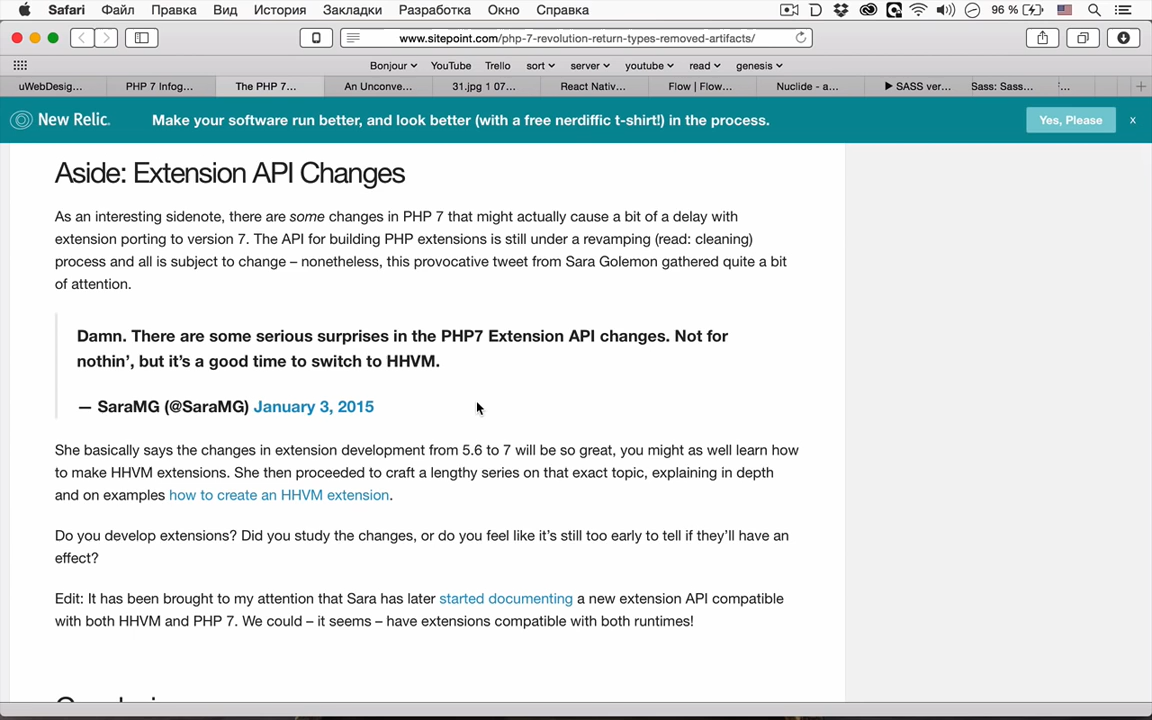 Safari Файл Правка Вид История Закладки Разработка Окно Справка 96 %
www.sitepoint.com/php-7-revolution-return-types-removed-artifacts/
Bonjour YouTube Trello sort server youtube read genesis
uWebDesig... PHP 7 Infog... The PHP 7... An Unconve... 31.jpg 1 07... React Nativ... Flow | Flow... Nuclide - a... ▶ SASS ver... Sass: Sass... +
New Relic. Make your software run better, and look better (with a free nerdiffic t-shirt!) in the process. Yes, Please x
Aside: Extension API Changes
As an interesting sidenote, there are some changes in PHP 7 that might actually cause a bit of a delay with
extension porting to version 7. The API for building PHP extensions is still under a revamping (read: cleaning)
process and all is subject to change – nonetheless, this provocative tweet from Sara Golemon gathered quite a bit
of attention.
Damn. There are some serious surprises in the PHP7 Extension API changes. Not for
nothin’, but it’s a good time to switch to HHVM.
— SaraMG (@SaraMG) January 3, 2015
She basically says the changes in extension development from 5.6 to 7 will be so great, you might as well learn how
to make HHVM extensions. She then proceeded to craft a lengthy series on that exact topic, explaining in depth
and on examples how to create an HHVM extension.
Do you develop extensions? Did you study the changes, or do you feel like it’s still too early to tell if they’ll have an
effect?
Edit: It has been brought to my attention that Sara has later started documenting a new extension API compatible
with both HHVM and PHP 7. We could – it seems – have extensions compatible with both runtimes!